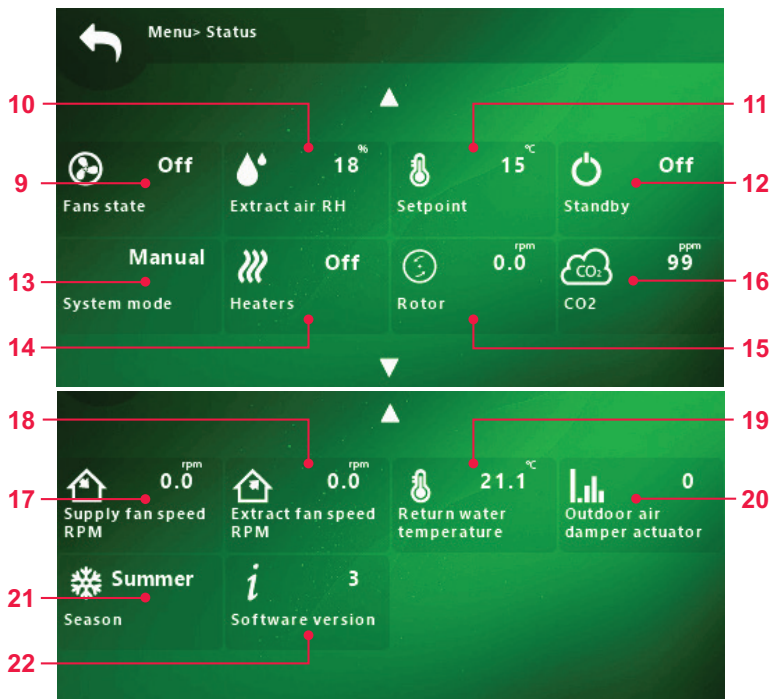 Menu> Status
10
11
9
Off
18 %
15 °C
Off
12
Fans state
Extract air RH
Setpoint
Standby
13
Manual
Off
0.0 rpm
99 ppm
16
System mode
Heaters
Rotor
CO₂
CO2
14
15
18
19
17
0.0 rpm
0.0 rpm
21.1 °C
0
20
Supply fan speed
RPM
Extract fan speed
RPM
Return water
temperature
Outdoor air
damper actuator
21
Summer
i
3
Season
Software version
22